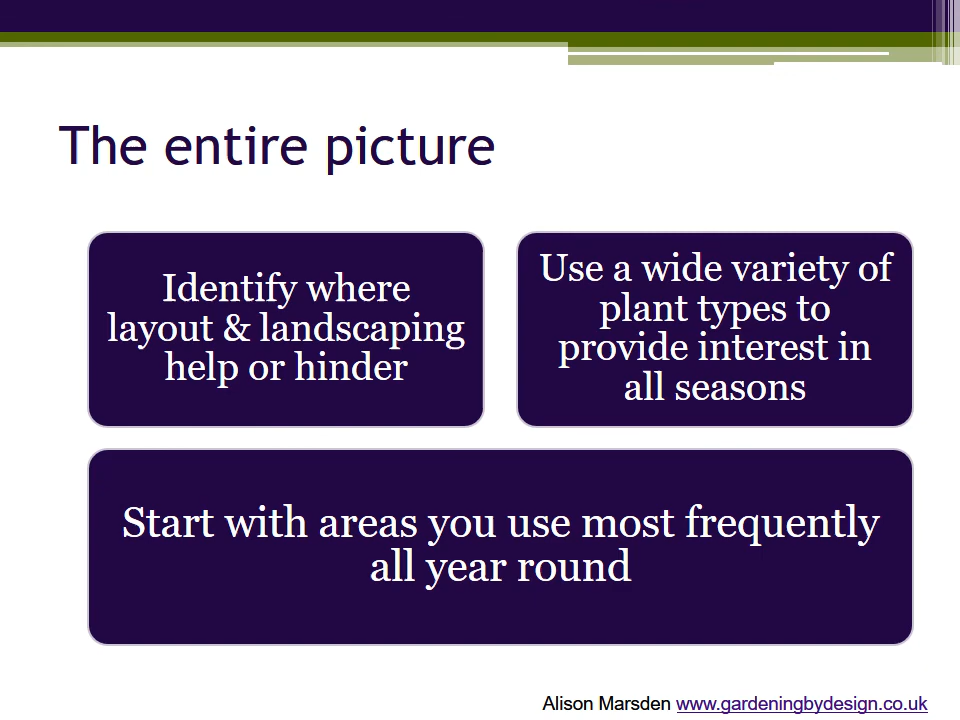 The entire picture
Identify where
layout & landscaping
help or hinder
Use a wide variety of
plant types to
provide interest in
all seasons
Start with areas you use most frequently
all year round
Alison Marsden www.gardeningbydesign.co.uk